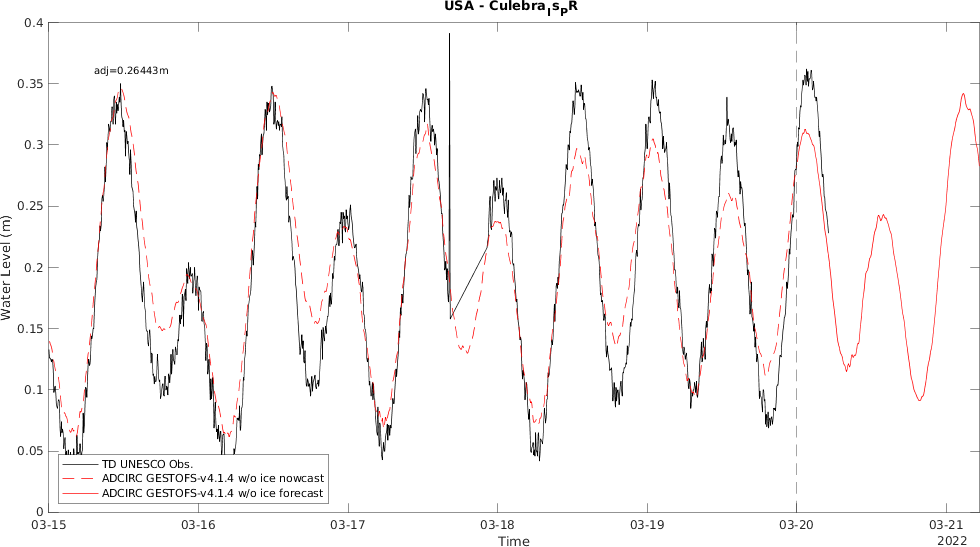 USA - CulebraIsPR
0.4
0.35
0.3
0.25
0.2
0.15
0.1
0.05
0
Water Level (m)
adj=0.26443m
TD UNESCO Obs.
ADCIRC GESTOFS-v4.1.4 w/o ice nowcast
ADCIRC GESTOFS-v4.1.4 w/o ice forecast
03-15 03-16 03-17 03-18 03-19 03-20 03-21
Time 2022